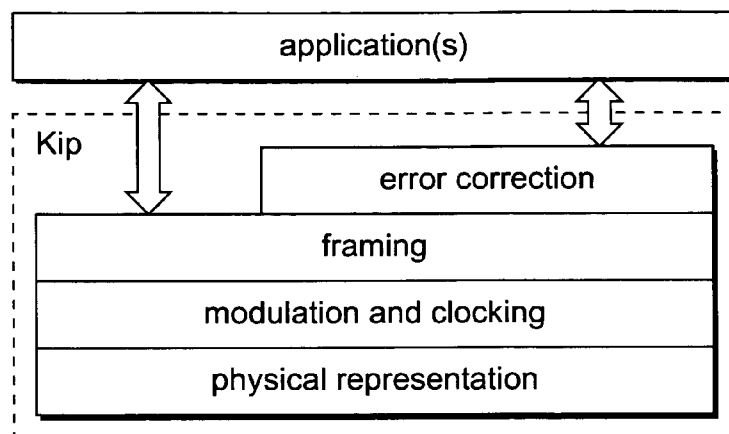 application(s)
Kip
error correction
framing
modulation and clocking
physical representation